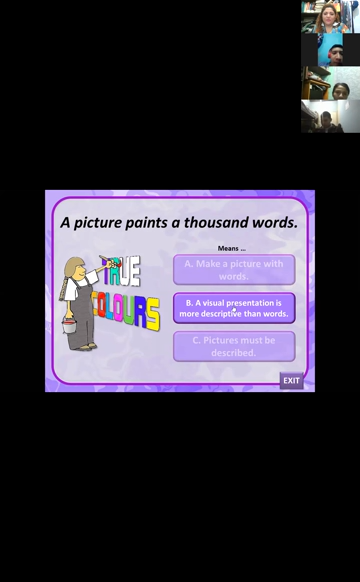 A picture paints a thousand words.
Means ...
TRUE
COLOURS
A. Make a picture with
words.
B. A visual presentation is
more descriptive than words.
C. Pictures must be
described.
EXIT